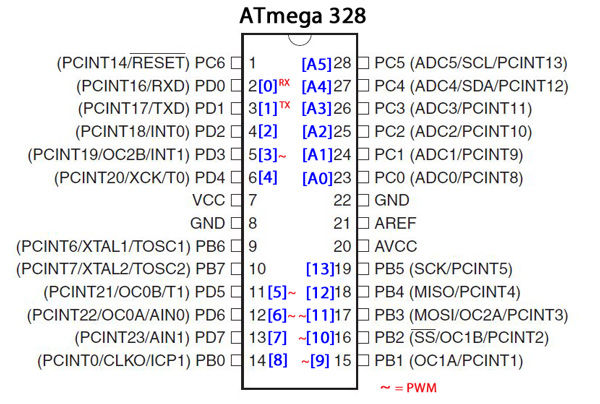 ATmega 328
(PCINT14/RESET) PC6 1 [A5] 28 PC5 (ADC5/SCL/PCINT13)
(PCINT16/RXD) PD0 2 [0] RX [A4] 27 PC4 (ADC4/SDA/PCINT12)
(PCINT17/TXD) PD1 3 [1] TX [A3] 26 PC3 (ADC3/PCINT11)
(PCINT18/INT0) PD2 4 [2] [A2] 25 PC2 (ADC2/PCINT10)
(PCINT19/OC2B/INT1) PD3 5 [3] ~ [A1] 24 PC1 (ADC1/PCINT9)
(PCINT20/XCK/T0) PD4 6 [4] [A0] 23 PC0 (ADC0/PCINT8)
VCC 7 22 GND
GND 8 21 AREF
(PCINT6/XTAL1/TOSC1) PB6 9 20 AVCC
(PCINT7/XTAL2/TOSC2) PB7 10 [13] 19 PB5 (SCK/PCINT5)
(PCINT21/OC0B/T1) PD5 11 [5] ~ [12] 18 PB4 (MISO/PCINT4)
(PCINT22/OC0A/AIN0) PD6 12 [6] ~ ~ [11] 17 PB3 (MOSI/OC2A/PCINT3)
(PCINT23/AIN1) PD7 13 [7] ~ [10] 16 PB2 (SS/OC1B/PCINT2)
(PCINT0/CLKO/ICP1) PB0 14 [8] ~ [9] 15 PB1 (OC1A/PCINT1)
~ = PWM